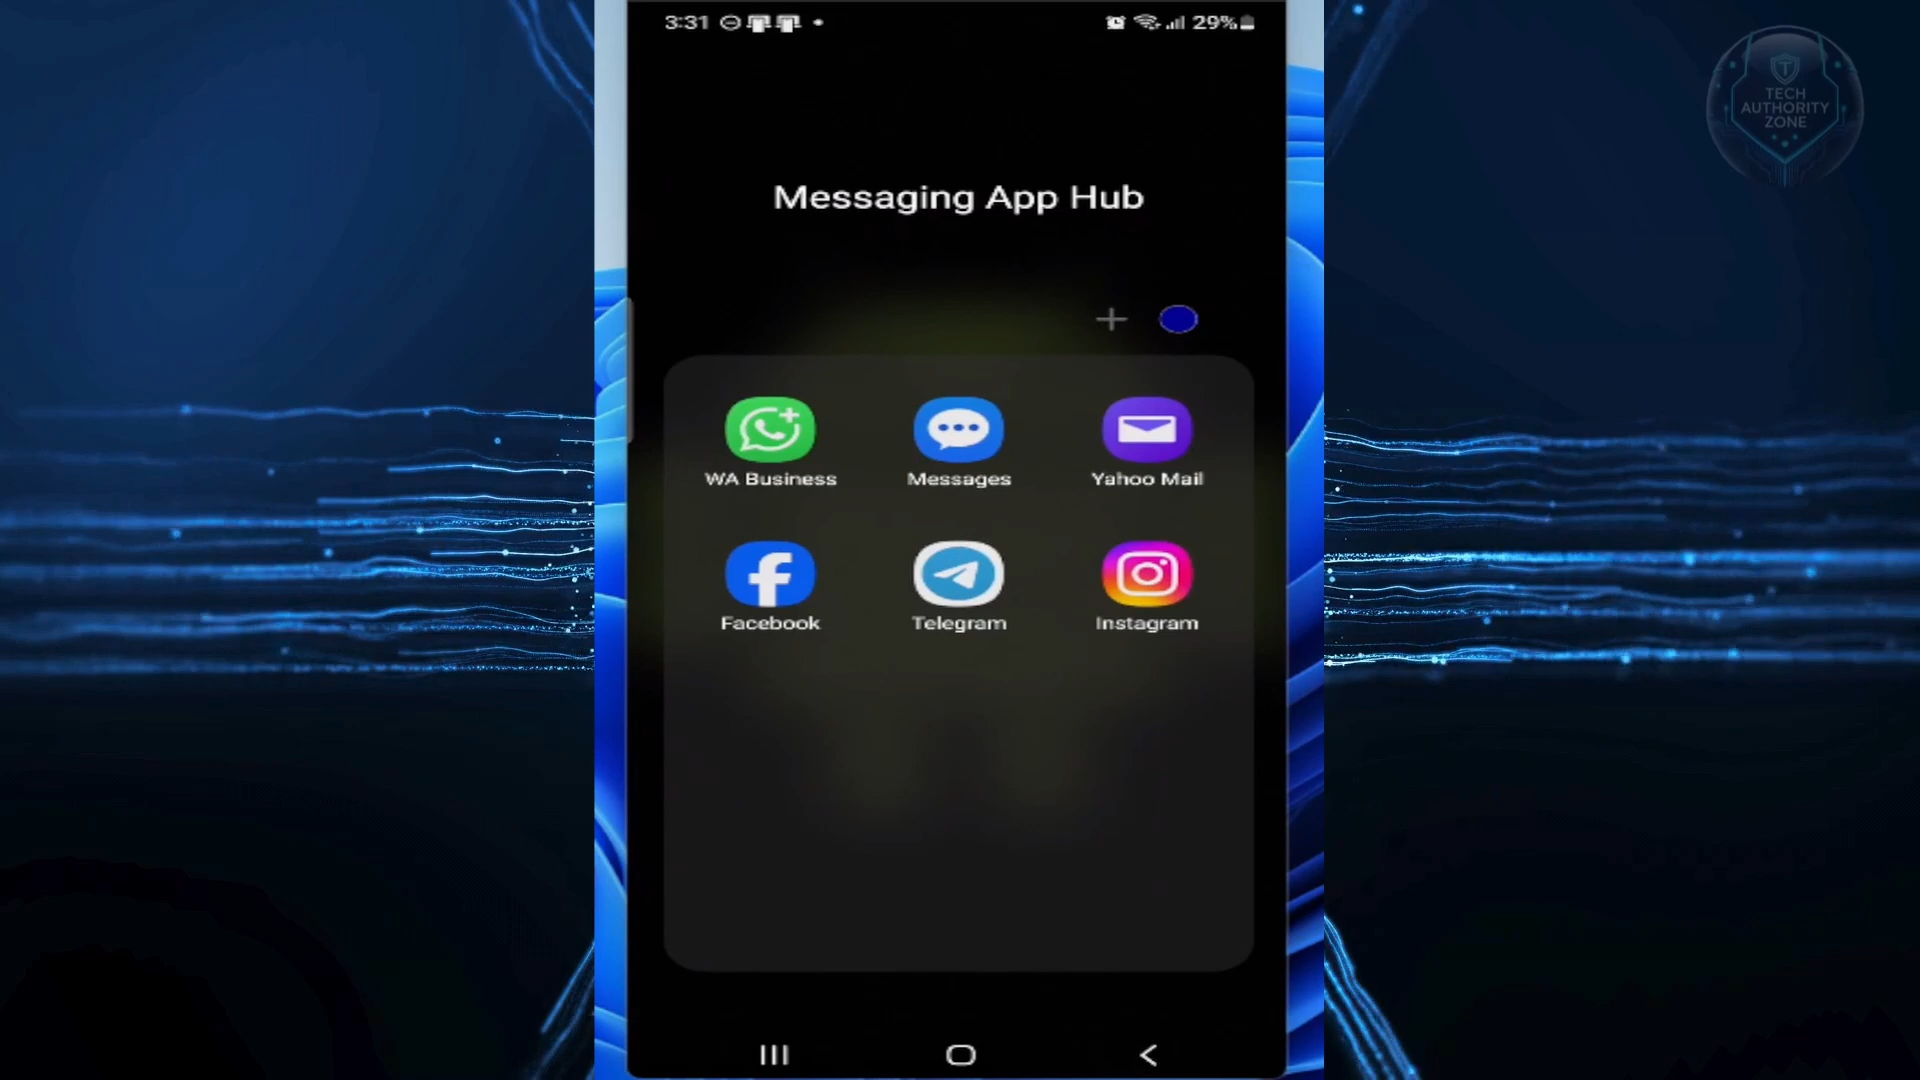 3:31
29%
T
TECH
AUTHORITY
ZONE
Messaging App Hub
WA Business
Messages
Yahoo Mail
Facebook
Telegram
Instagram